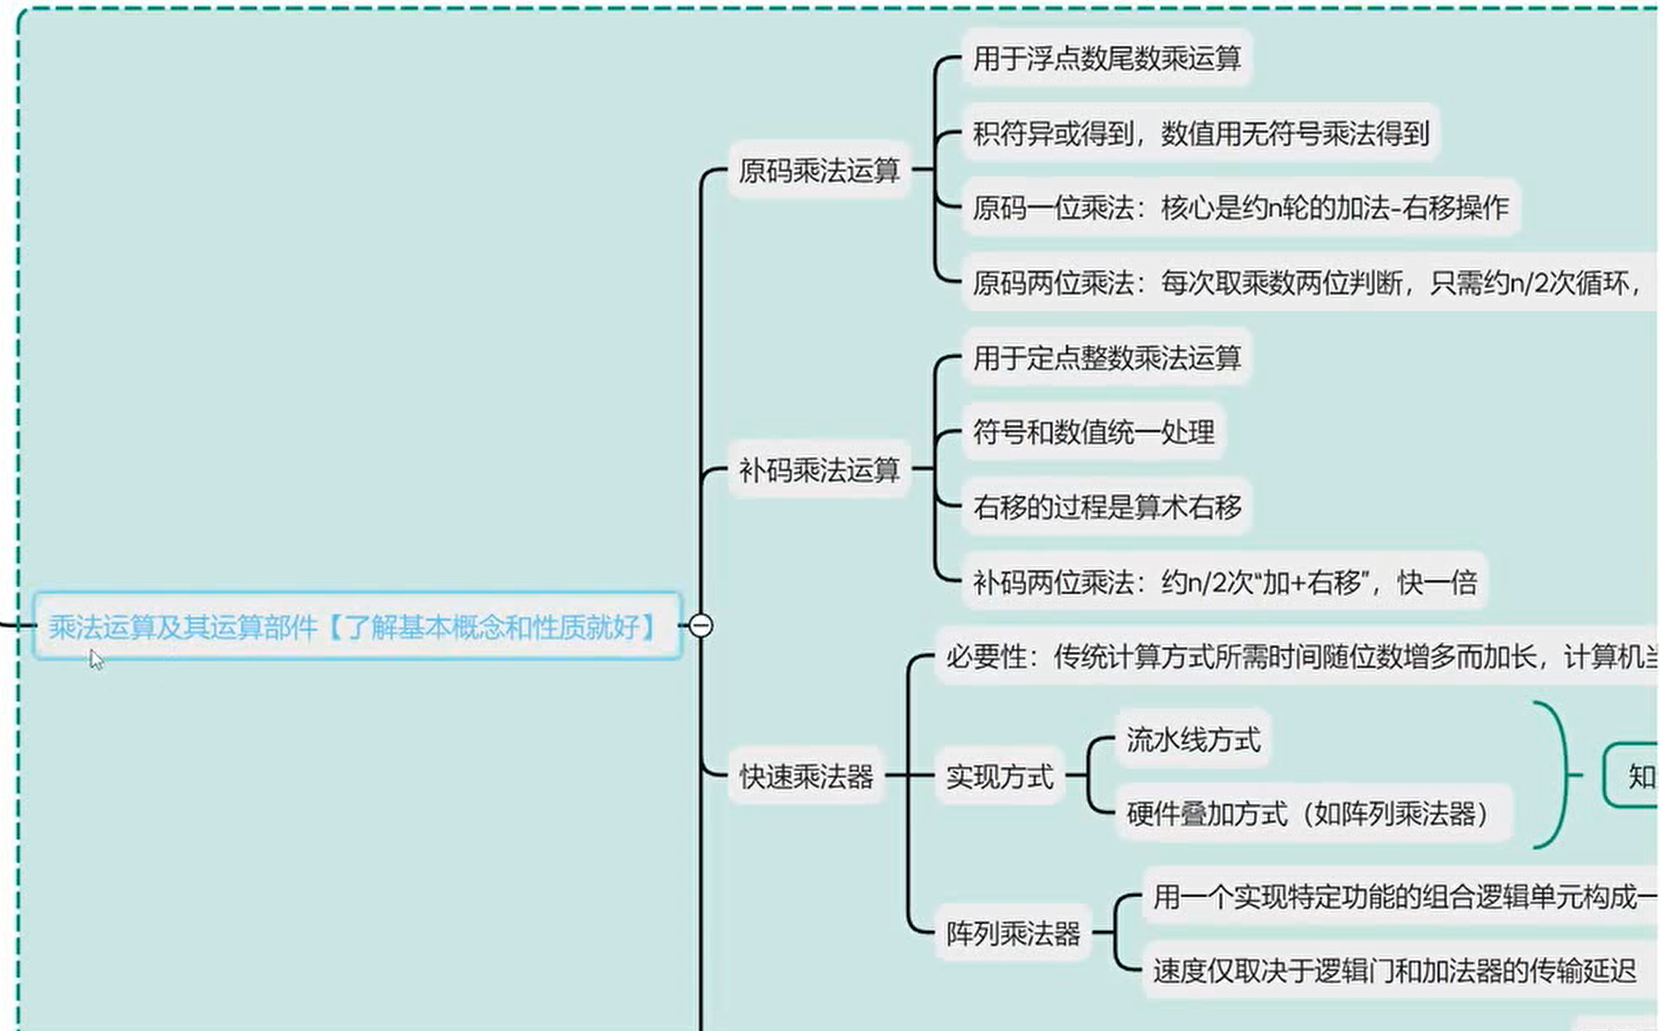 用于浮点数尾数乘运算
积符异或得到，数值用无符号乘法得到
原码乘法运算
原码一位乘法：核心是约n轮的加法-右移操作
原码两位乘法：每次取乘数两位判断，只需约n/2次循环，
用于定点整数乘法运算
符号和数值统一处理
补码乘法运算
右移的过程是算术右移
补码两位乘法：约n/2次“加+右移”，快一倍
乘法运算及其运算部件【了解基本概念和性质就好】
必要性：传统计算方式所需时间随位数增多而加长，计算机
流水线方式
快速乘法器
实现方式
知
硬件叠加方式（如阵列乘法器）
用一个实现特定功能的组合逻辑单元构成一
阵列乘法器
速度仅取决于逻辑门和加法器的传输延迟